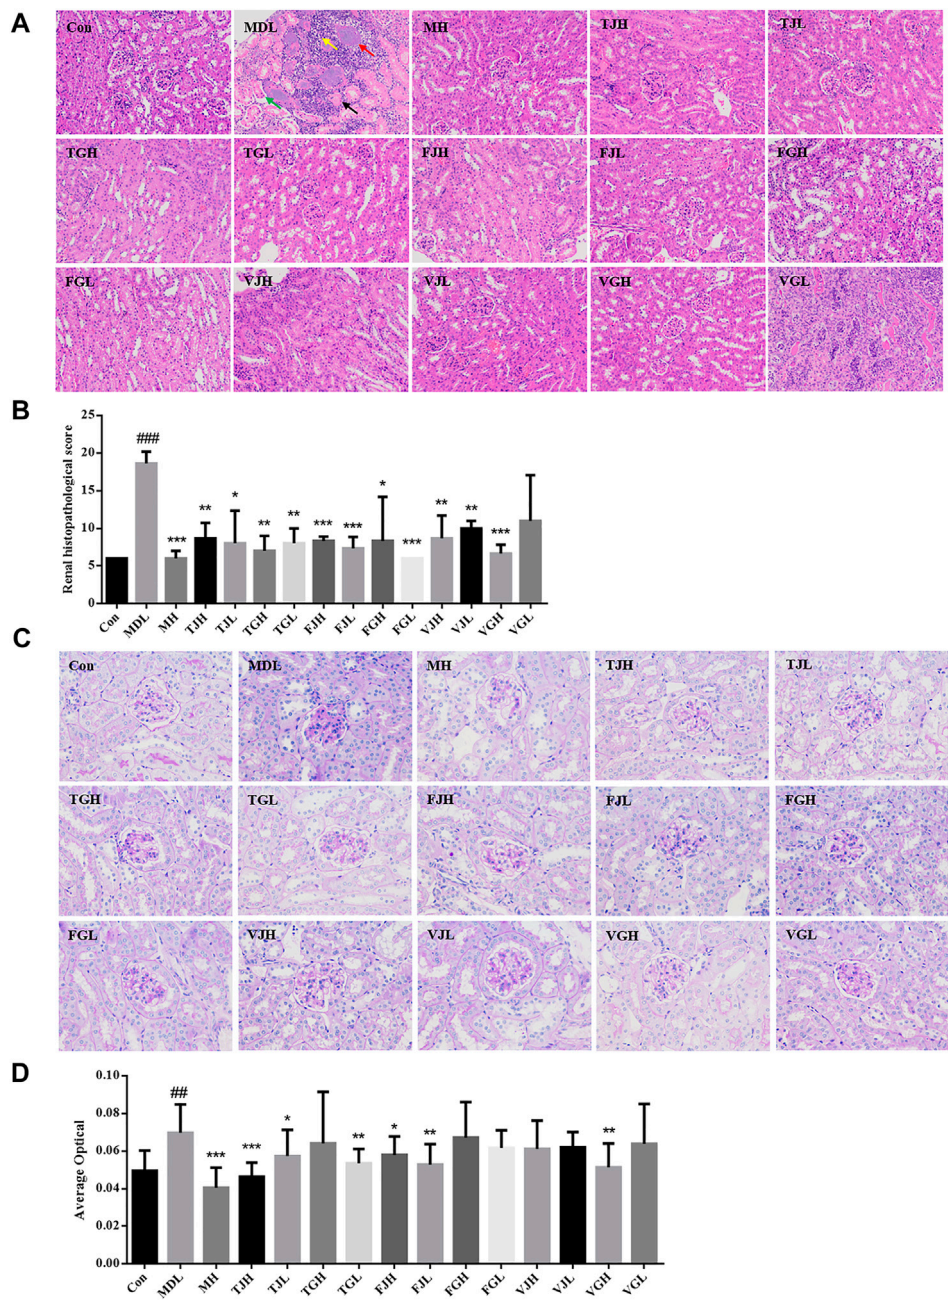 A
Con MDL MH TJH TJL
TGH TGL FJH FJL FGH
FGL VJH VJL VGH VGL
B
Renal histopathological score
25
20
15
10
5
0
###
*** ** * ** ** *** *** * *** ** ** ***
Con MDL MH TJH TJL TGH TGL FJH FJL FGH FGL VJH VJL VGH VGL
C
Con MDL MH TJH TJL
TGH TGL FJH FJL FGH
FGL VJH VJL VGH VGL
D
Average Optical
0.10
0.08
0.06
0.04
0.02
0.00
##
*** *** * ** * ** **
Con MDL MH TJH TJL TGH TGL FJH FJL FGH FGL VJH VJL VGH VGL